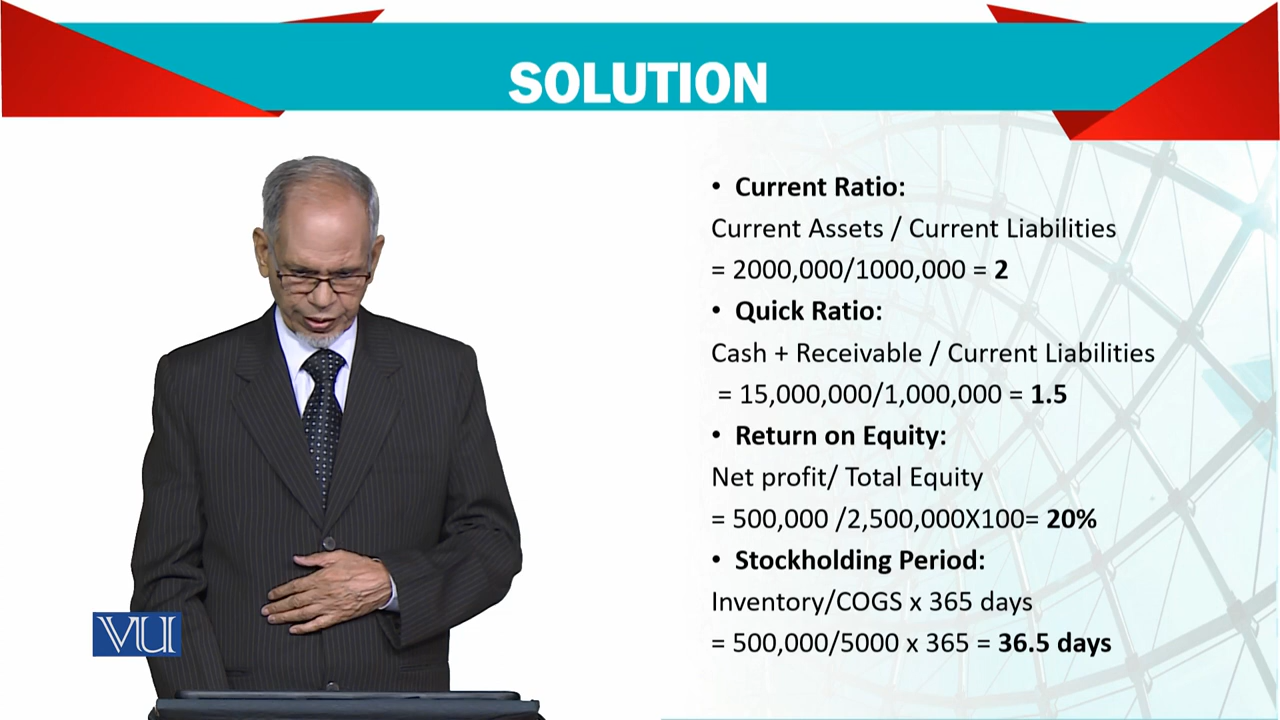 SOLUTION
• Current Ratio:
Current Assets / Current Liabilities
= 2000,000/1000,000 = 2
• Quick Ratio:
Cash + Receivable / Current Liabilities
= 15,000,000/1,000,000 = 1.5
• Return on Equity:
Net profit/ Total Equity
= 500,000 /2,500,000X100= 20%
• Stockholding Period:
Inventory/COGS x 365 days
= 500,000/5000 x 365 = 36.5 days
VU